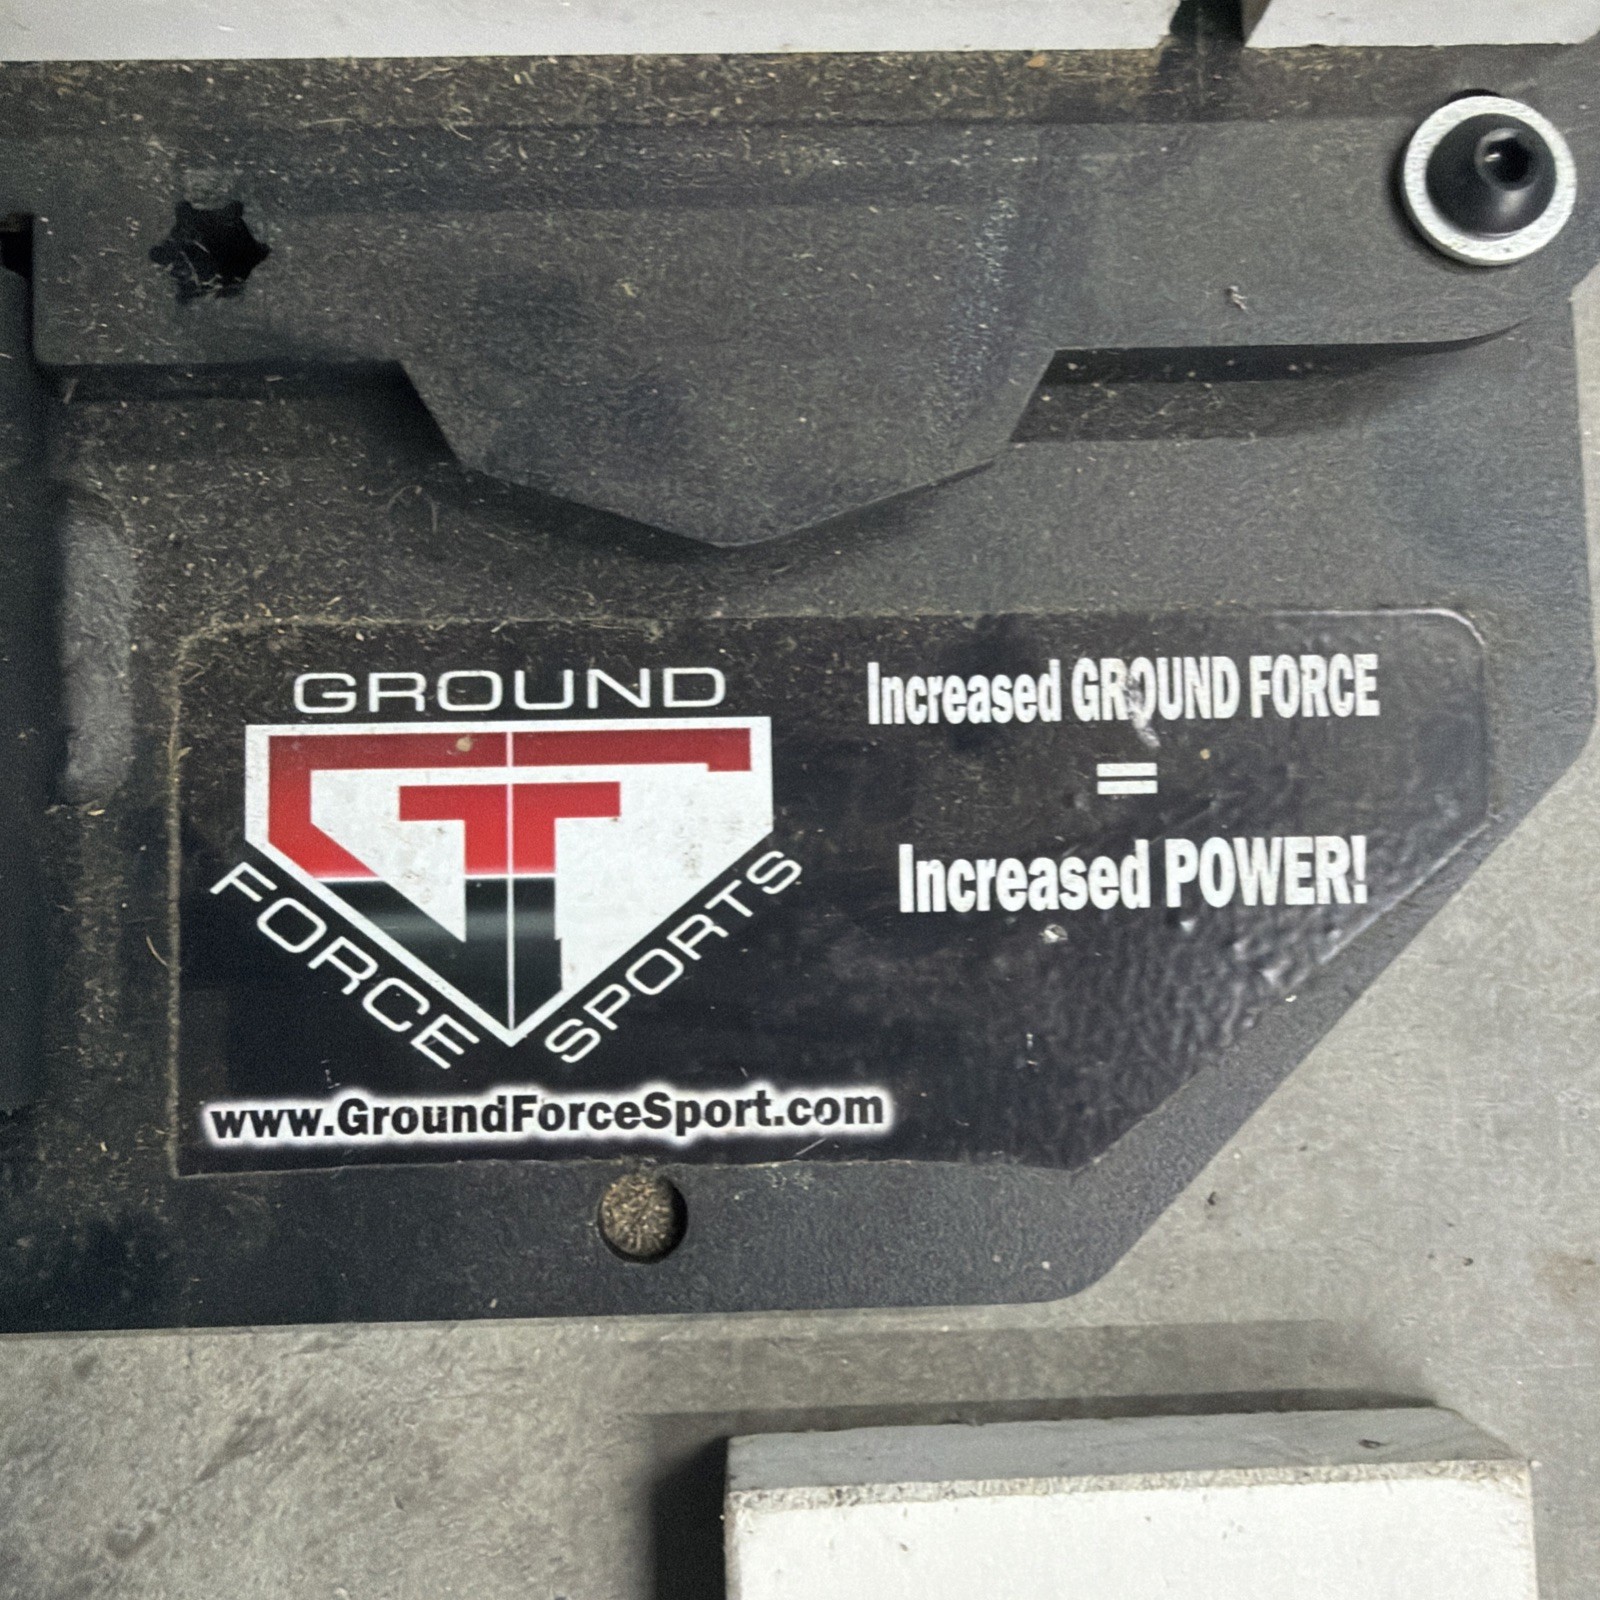 GROUND
FORCE
SPORTS
www.GroundForceSport.com
Increased GROUND FORCE
=
Increased POWER!